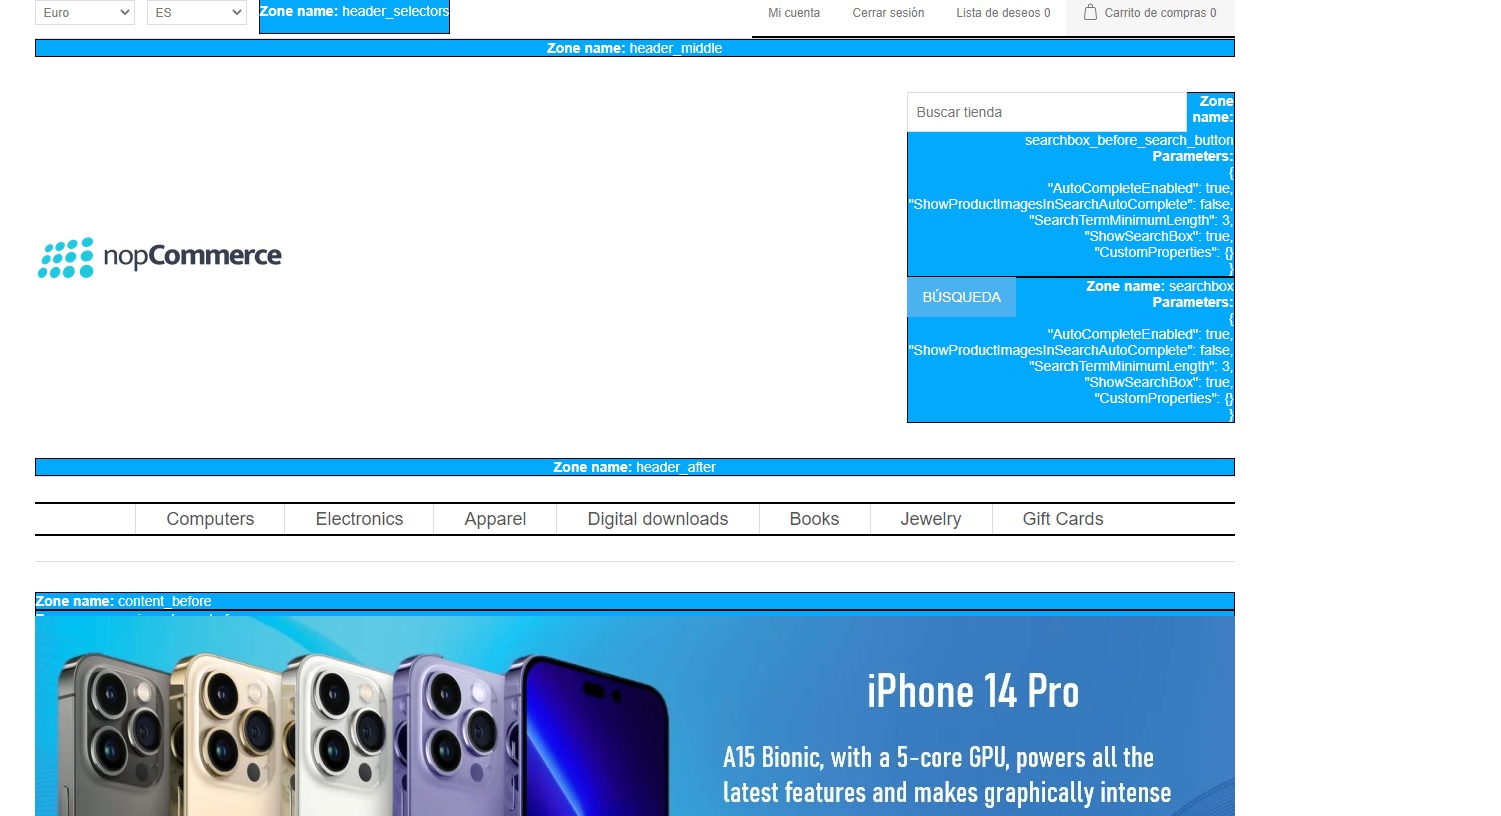 Euro ES Zone name: header_selectors Mi cuenta Cerrar sesión Lista de deseos 0 Carrito de compras 0
Zone name: header_middle
Buscar tienda Zone
name:
searchbox_before_search_button
Parameters:
{
"AutoCompleteEnabled": true,
"ShowProductImagesInSearchAutoComplete": false,
"SearchTermMinimumLength": 3,
"ShowSearchBox": true,
"CustomProperties": {}
}
nopCommerce
BÚSQUEDA Zone name: searchbox
Parameters:
{
"AutoCompleteEnabled": true,
"ShowProductImagesInSearchAutoComplete": false,
"SearchTermMinimumLength": 3,
"ShowSearchBox": true,
"CustomProperties": {}
}
Zone name: header_after
Computers Electronics Apparel Digital downloads Books Jewelry Gift Cards
Zone name: content_before
iPhone 14 Pro
A15 Bionic, with a 5-core GPU, powers all the
latest features and makes graphically intense